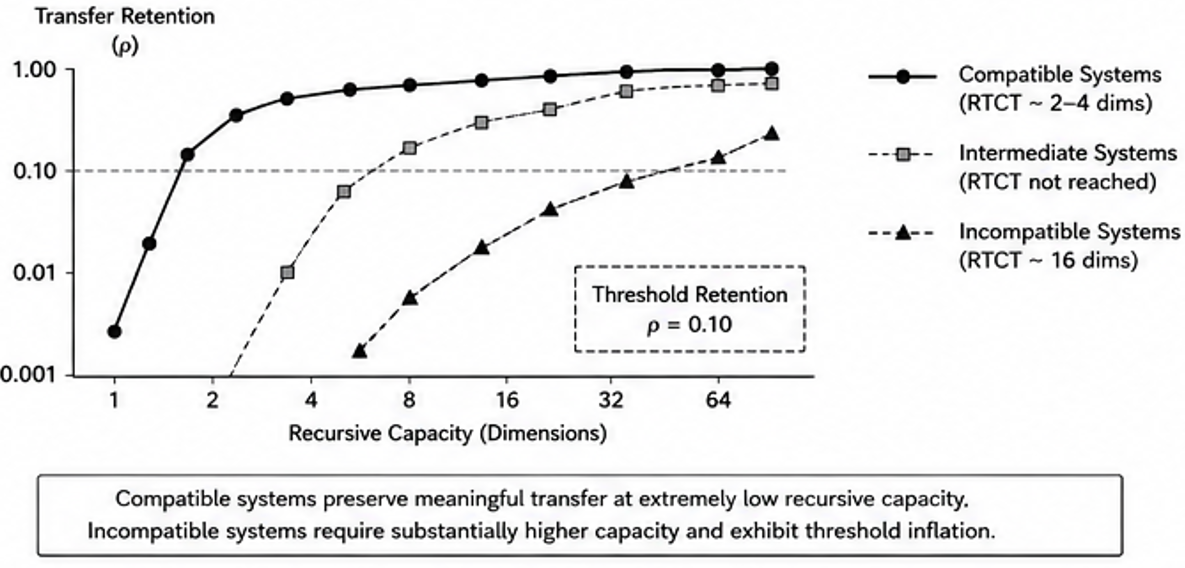 Transfer Retention
(ρ)
1.00
0.10
0.01
0.001
1 2 4 8 16 32 64
Recursive Capacity (Dimensions)
Threshold Retention
ρ = 0.10
Compatible Systems
(RTCT ~ 2–4 dims)
Intermediate Systems
(RTCT not reached)
Incompatible Systems
(RTCT ~ 16 dims)
Compatible systems preserve meaningful transfer at extremely low recursive capacity.
Incompatible systems require substantially higher capacity and exhibit threshold inflation.